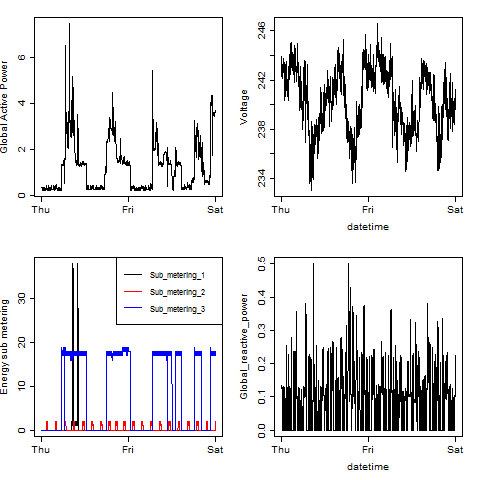 Global Active Power
0 2 4 6
Thu Fri Sat
Voltage
234 238 242 246
Thu Fri Sat
datetime
Energy sub metering
0 10 20 30
Sub_metering_1
Sub_metering_2
Sub_metering_3
Thu Fri Sat
Global_reactive_power
0.0 0.1 0.2 0.3 0.4 0.5
Thu Fri Sat
datetime